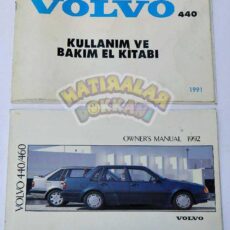 VOLVO 440
KULLANIM VE
BAKIM EL KİTABI
1991
HATIRALAR
DÜKKANI
OWNER'S MANUAL 1992
VOLVO 440/460
VOLVO